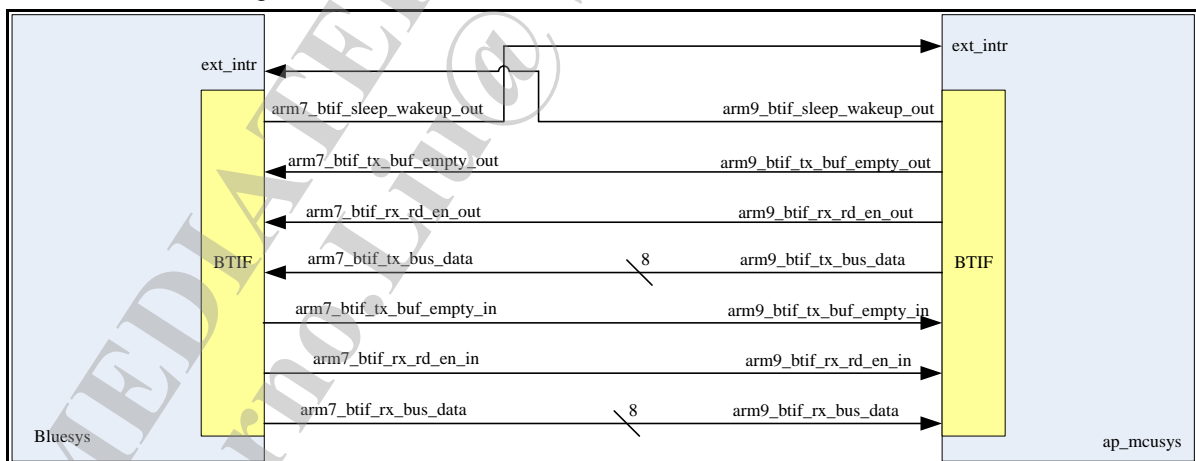 ext_intr
ext_intr
arm7_btif_sleep_wakeup_out arm9_btif_sleep_wakeup_out
arm7_btif_tx_buf_empty_out arm9_btif_tx_buf_empty_out
arm7_btif_rx_rd_en_out arm9_btif_rx_rd_en_out
BTIF arm7_btif_tx_bus_data 8 arm9_btif_tx_bus_data BTIF
arm7_btif_tx_buf_empty_in arm9_btif_tx_buf_empty_in
arm7_btif_rx_rd_en_in arm9_btif_rx_rd_en_in
arm7_btif_rx_bus_data 8 arm9_btif_rx_bus_data
Bluesys ap_mcusys